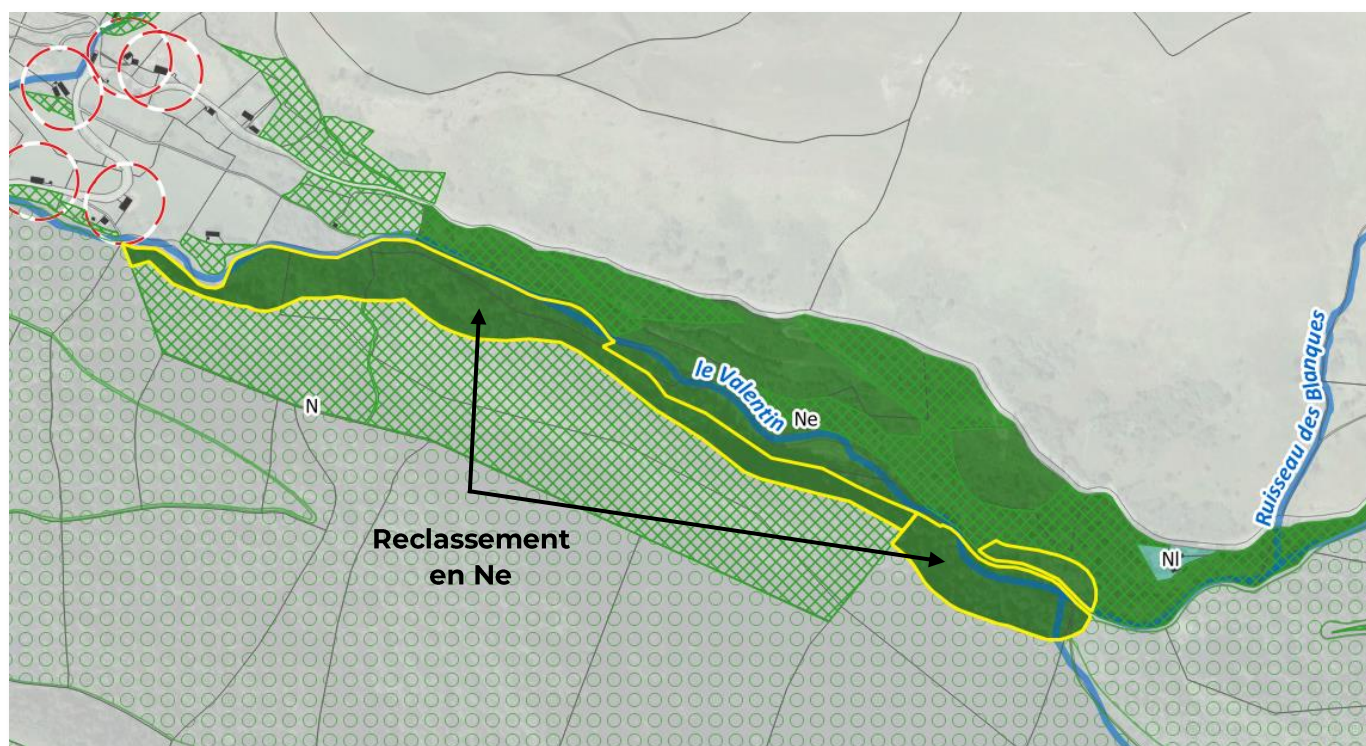 Ruisseau des Blanques
le Valentin
N
Ne
Reclassement
en Ne
Nl